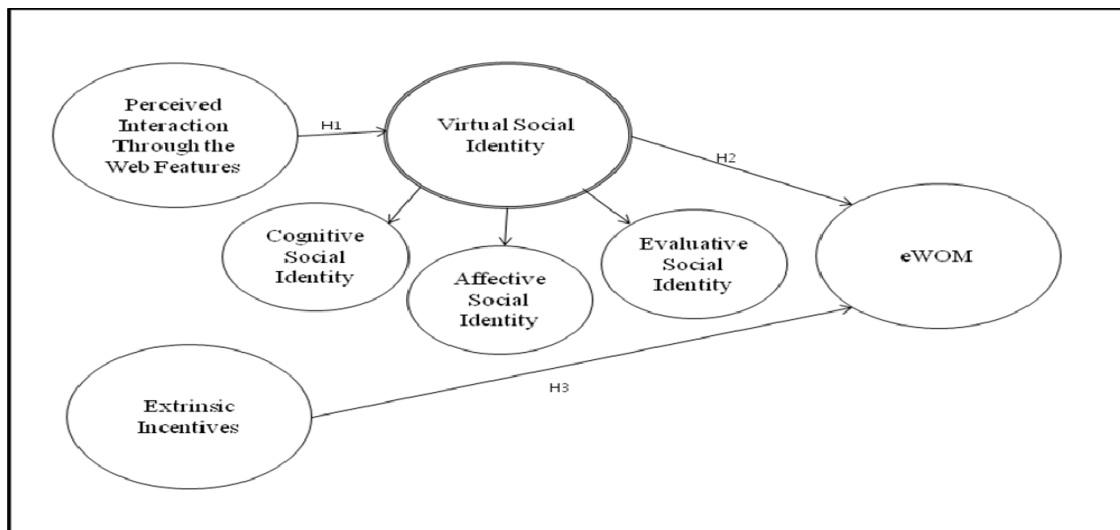 Perceived
Interaction
Through the
Web Features
H1
Virtual Social
Identity
H2
Cognitive
Social
Identity
Affective
Social
Identity
Evaluative
Social
Identity
eWOM
Extrinsic
Incentives
H3